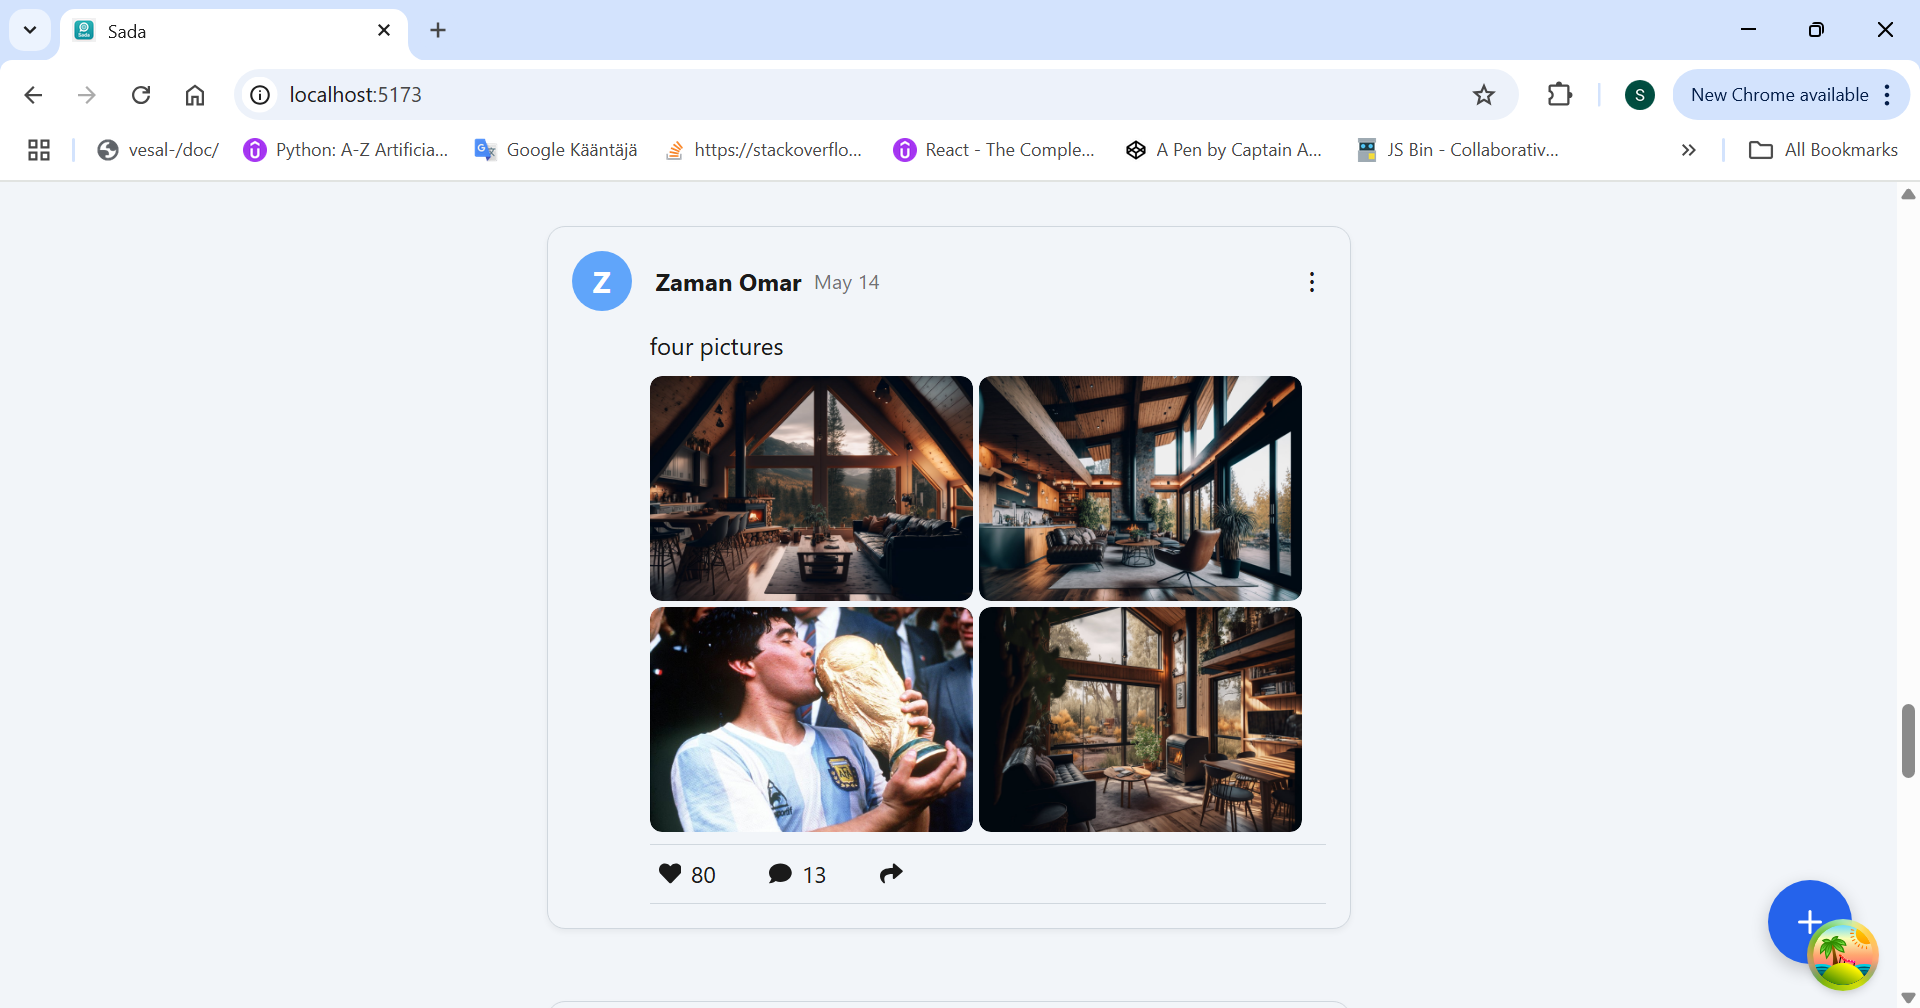 Sada
localhost:5173
S
New Chrome available
vesal-/doc/
Python: A-Z Artificia...
Google Kääntäjä
https://stackoverflo...
React - The Comple...
A Pen by Captain A...
JS Bin - Collaborativ...
All Bookmarks
Z
Zaman Omar May 14
four pictures
80
13